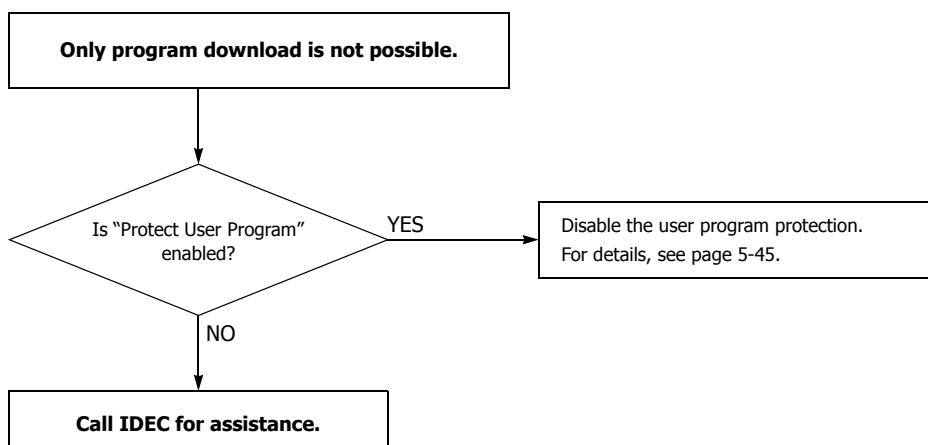 Only program download is not possible.
Is “Protect User Program”
enabled?
YES
Disable the user program protection.
For details, see page 5-45.
NO
Call IDEC for assistance.